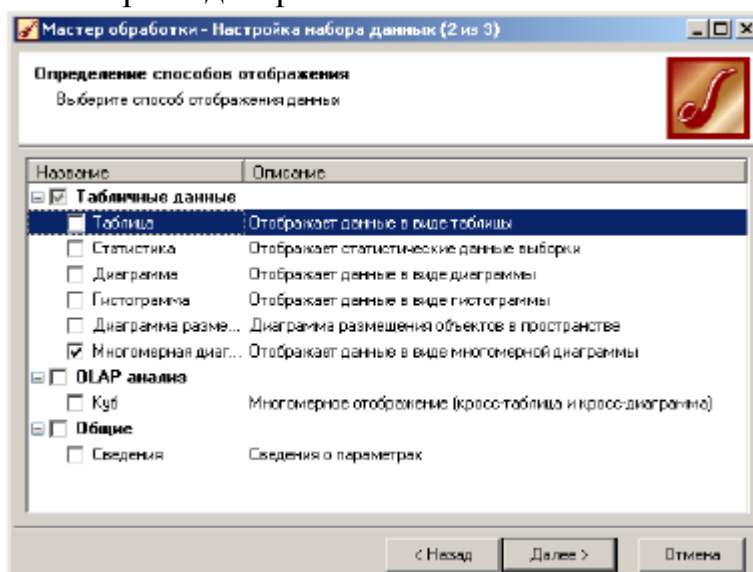 Мастер обработки - Настройка набора данных (2 из 3)
Определение способов отображения
Выберите способ отображения данных
Название Описание
Табличные данные
Таблица Отображает данные в виде таблицы
Статистика Отображает статистические данные выборки
Диаграмма Отображает данные в виде диаграммы
Гистограмма Отображает данные в виде гистограммы
Диаграмма разме... Диаграмма размещения объектов в пространстве
Многомерная диаг... Отображает данные в виде многомерной диаграммы
OLAP анализ
Куб Многомерное отображение (кросс-таблица и кросс-диаграмма)
Общие
Сведения Сведения о параметрах
< Назад Далее > Отмена